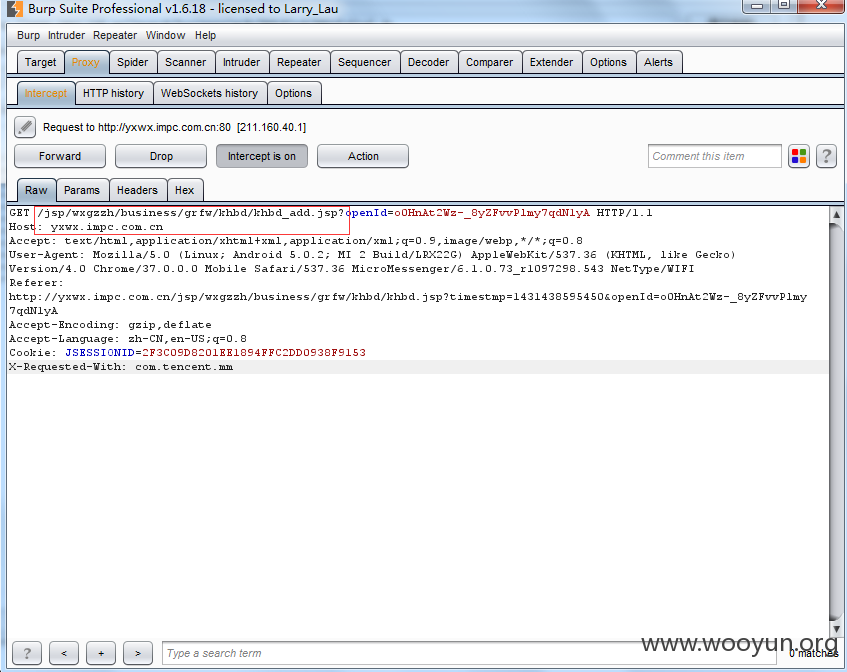 Burp Suite Professional v1.6.18 - licensed to Larry_Lau
Burp Intruder Repeater Window Help
Target Proxy Spider Scanner Intruder Repeater Sequencer Decoder Comparer Extender Options Alerts
Intercept HTTP history WebSockets history Options
Request to http://yxwx.impc.com.cn:80 [211.160.40.1]
Forward Drop Intercept is on Action Comment this item ?
Raw Params Headers Hex
GET /jsp/wxgzzh/business/grfw/khbd/khbd_add.jsp?openId=oOHnAt2Wz-_8yZFvvPlmy7qdNlyA HTTP/1.1
Host: yxwx.impc.com.cn
Accept: text/html,application/xhtml+xml,application/xml;q=0.9,image/webp,*/*;q=0.8
User-Agent: Mozilla/5.0 (Linux; Android 5.0.2; MI 2 Build/LRX22G) AppleWebKit/537.36 (KHTML, like Gecko)
Version/4.0 Chrome/37.0.0.0 Mobile Safari/537.36 MicroMessenger/6.1.0.73_r1097298.543 NetType/WIFI
Referer:
http://yxwx.impc.com.cn/jsp/wxgzzh/business/grfw/khbd/khbd.jsp?timestmp=1431438595450&openId=oOHnAt2Wz-_8yZFvvPlmy
7qdNlyA
Accept-Encoding: gzip,deflate
Accept-Language: zh-CN,en-US;q=0.8
Cookie: JSESSIONID=2F3C09D8201EE1894FFC2DD0938F9153
X-Requested-With: com.tencent.mm
www.wooyun.org
? < + > Type a search term 0 matches